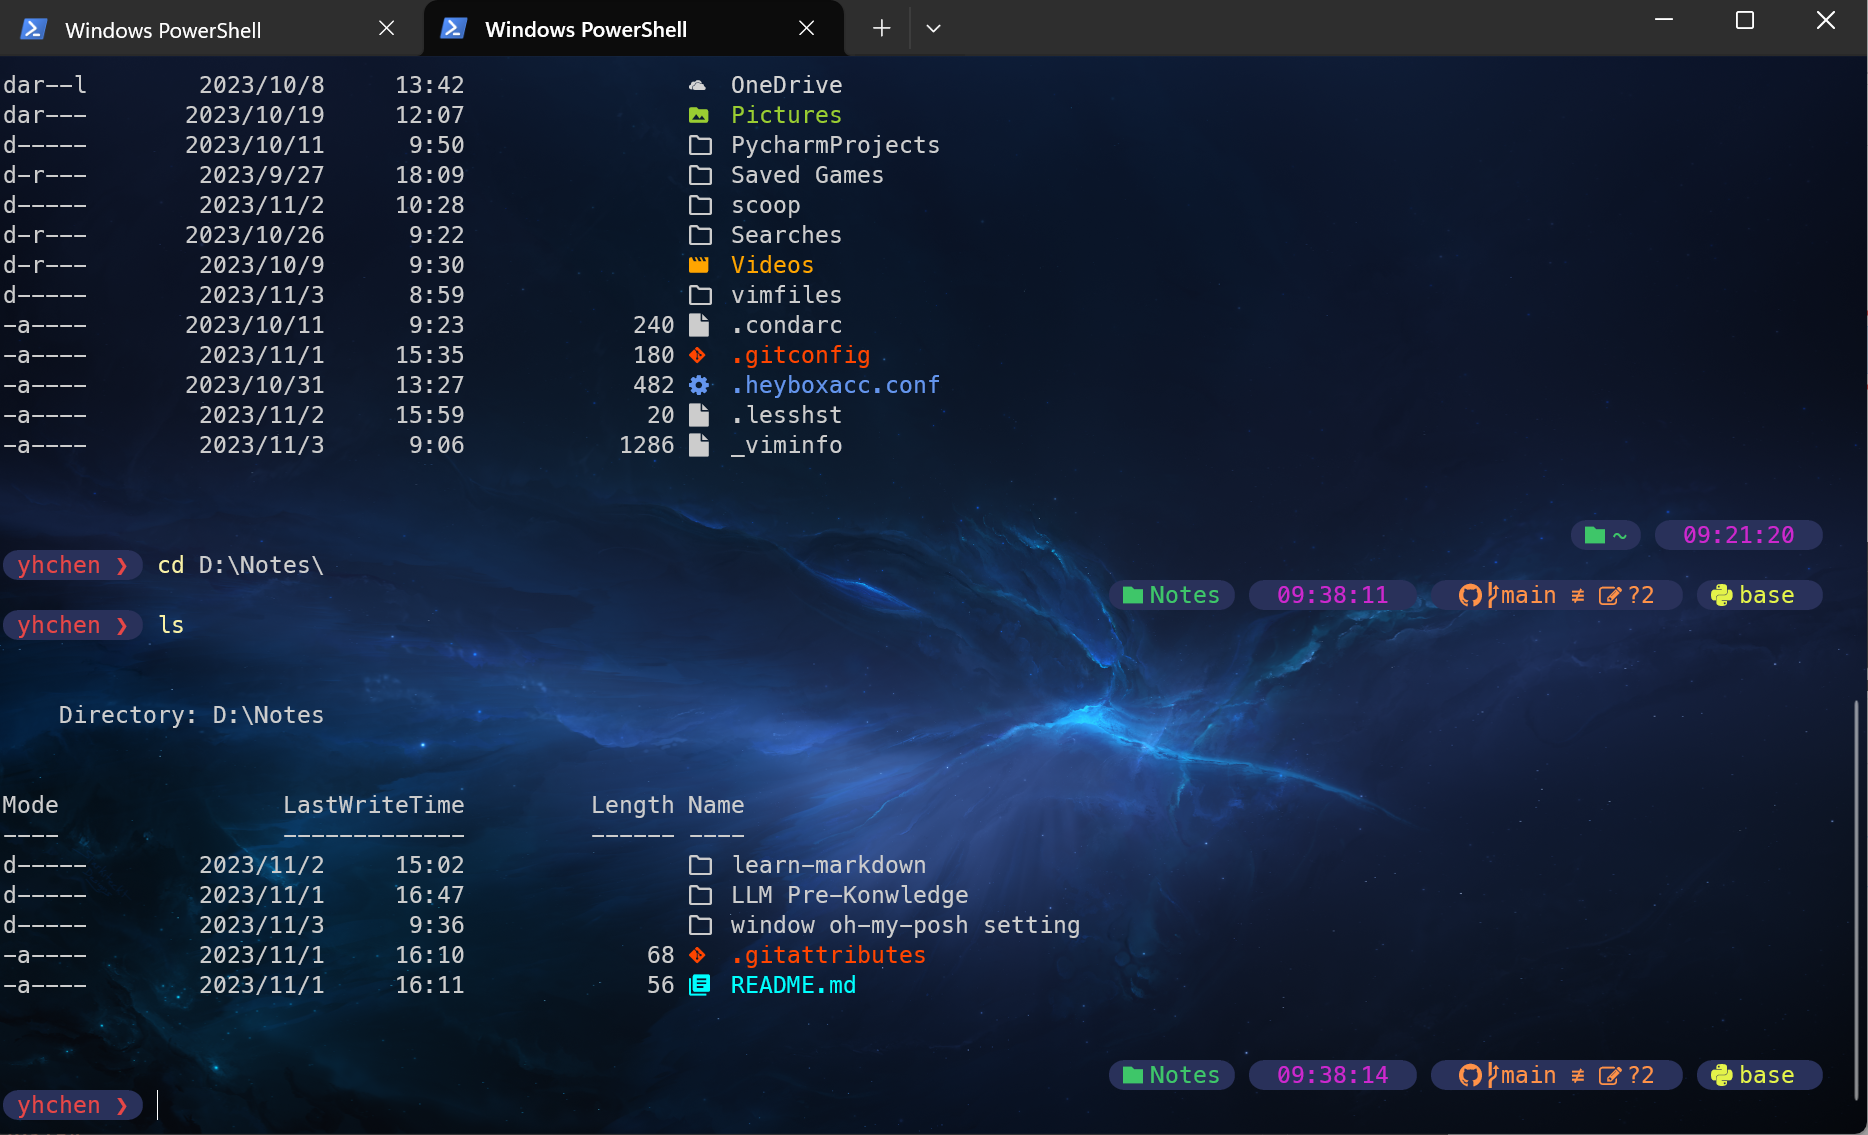 Windows PowerShell Windows PowerShell
dar--l 2023/10/8 13:42 OneDrive
dar--- 2023/10/19 12:07 Pictures
d----- 2023/10/11 9:50 PycharmProjects
d-r--- 2023/9/27 18:09 Saved Games
d----- 2023/11/2 10:28 scoop
d-r--- 2023/10/26 9:22 Searches
d-r--- 2023/10/9 9:30 Videos
d----- 2023/11/3 8:59 vimfiles
-a---- 2023/10/11 9:23 240 .condarc
-a---- 2023/11/1 15:35 180 .gitconfig
-a---- 2023/10/31 13:27 482 .heyboxacc.conf
-a---- 2023/11/2 15:59 20 .lesshst
-a---- 2023/11/3 9:06 1286 _viminfo
~ 09:21:20
yhchen ❯ cd D:\Notes\
Notes 09:38:11 main ≢ ?2 base
yhchen ❯ ls
Directory: D:\Notes
Mode LastWriteTime Length Name
---- ------------- ------ ----
d----- 2023/11/2 15:02 learn-markdown
d----- 2023/11/1 16:47 LLM Pre-Konwledge
d----- 2023/11/3 9:36 window oh-my-posh setting
-a---- 2023/11/1 16:10 68 .gitattributes
-a---- 2023/11/1 16:11 56 README.md
Notes 09:38:14 main ≢ ?2 base
yhchen ❯